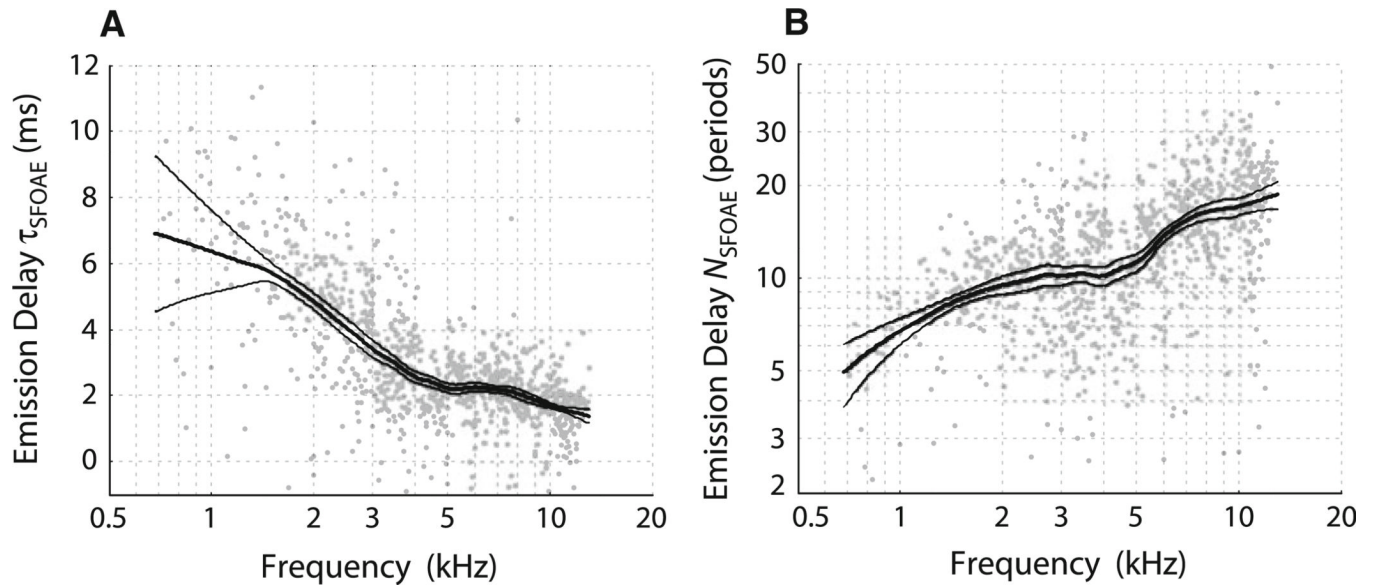 A
Emission Delay τSFOAE (ms)
12
10
8
6
4
2
0
0.5 1 2 3 5 10 20
Frequency (kHz)
B
Emission Delay NSFOAE (periods)
50
30
20
10
5
3
2
0.5 1 2 3 5 10 20
Frequency (kHz)